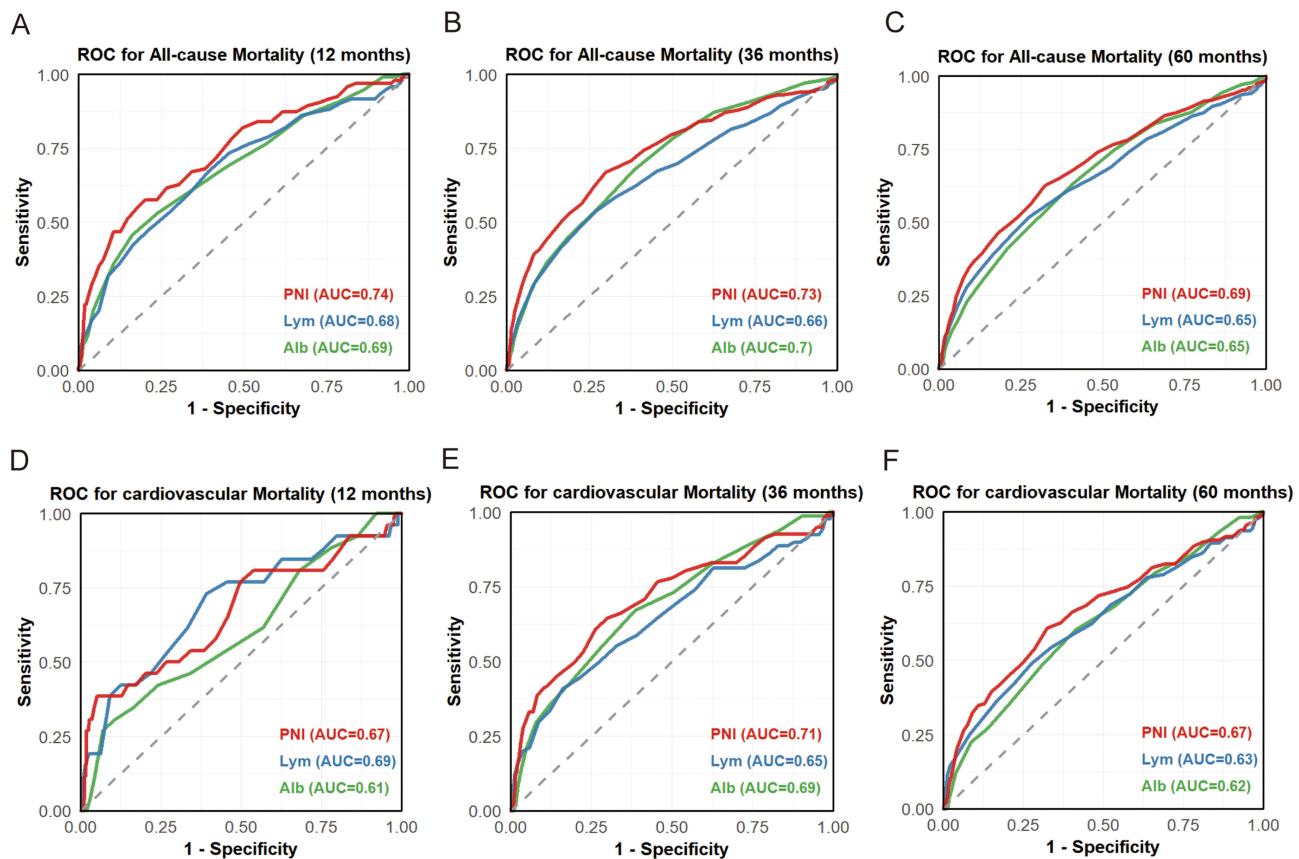 A
ROC for All-cause Mortality (12 months)
1.00
0.75
0.50
0.25
0.00
Sensitivity
PNI (AUC=0.74)
Lym (AUC=0.68)
Alb (AUC=0.69)
0.00 0.25 0.50 0.75 1.00
1 - Specificity
B
ROC for All-cause Mortality (36 months)
1.00
0.75
0.50
0.25
0.00
Sensitivity
PNI (AUC=0.73)
Lym (AUC=0.66)
Alb (AUC=0.7)
0.00 0.25 0.50 0.75 1.00
1 - Specificity
C
ROC for All-cause Mortality (60 months)
1.00
0.75
0.50
0.25
0.00
Sensitivity
PNI (AUC=0.69)
Lym (AUC=0.65)
Alb (AUC=0.65)
0.00 0.25 0.50 0.75 1.00
1 - Specificity
D
ROC for cardiovascular Mortality (12 months)
1.00
0.75
0.50
0.25
0.00
Sensitivity
PNI (AUC=0.67)
Lym (AUC=0.69)
Alb (AUC=0.61)
0.00 0.25 0.50 0.75 1.00
1 - Specificity
E
ROC for cardiovascular Mortality (36 months)
1.00
0.75
0.50
0.25
0.00
Sensitivity
PNI (AUC=0.71)
Lym (AUC=0.65)
Alb (AUC=0.69)
0.00 0.25 0.50 0.75 1.00
1 - Specificity
F
ROC for cardiovascular Mortality (60 months)
1.00
0.75
0.50
0.25
0.00
Sensitivity
PNI (AUC=0.67)
Lym (AUC=0.63)
Alb (AUC=0.62)
0.00 0.25 0.50 0.75 1.00
1 - Specificity